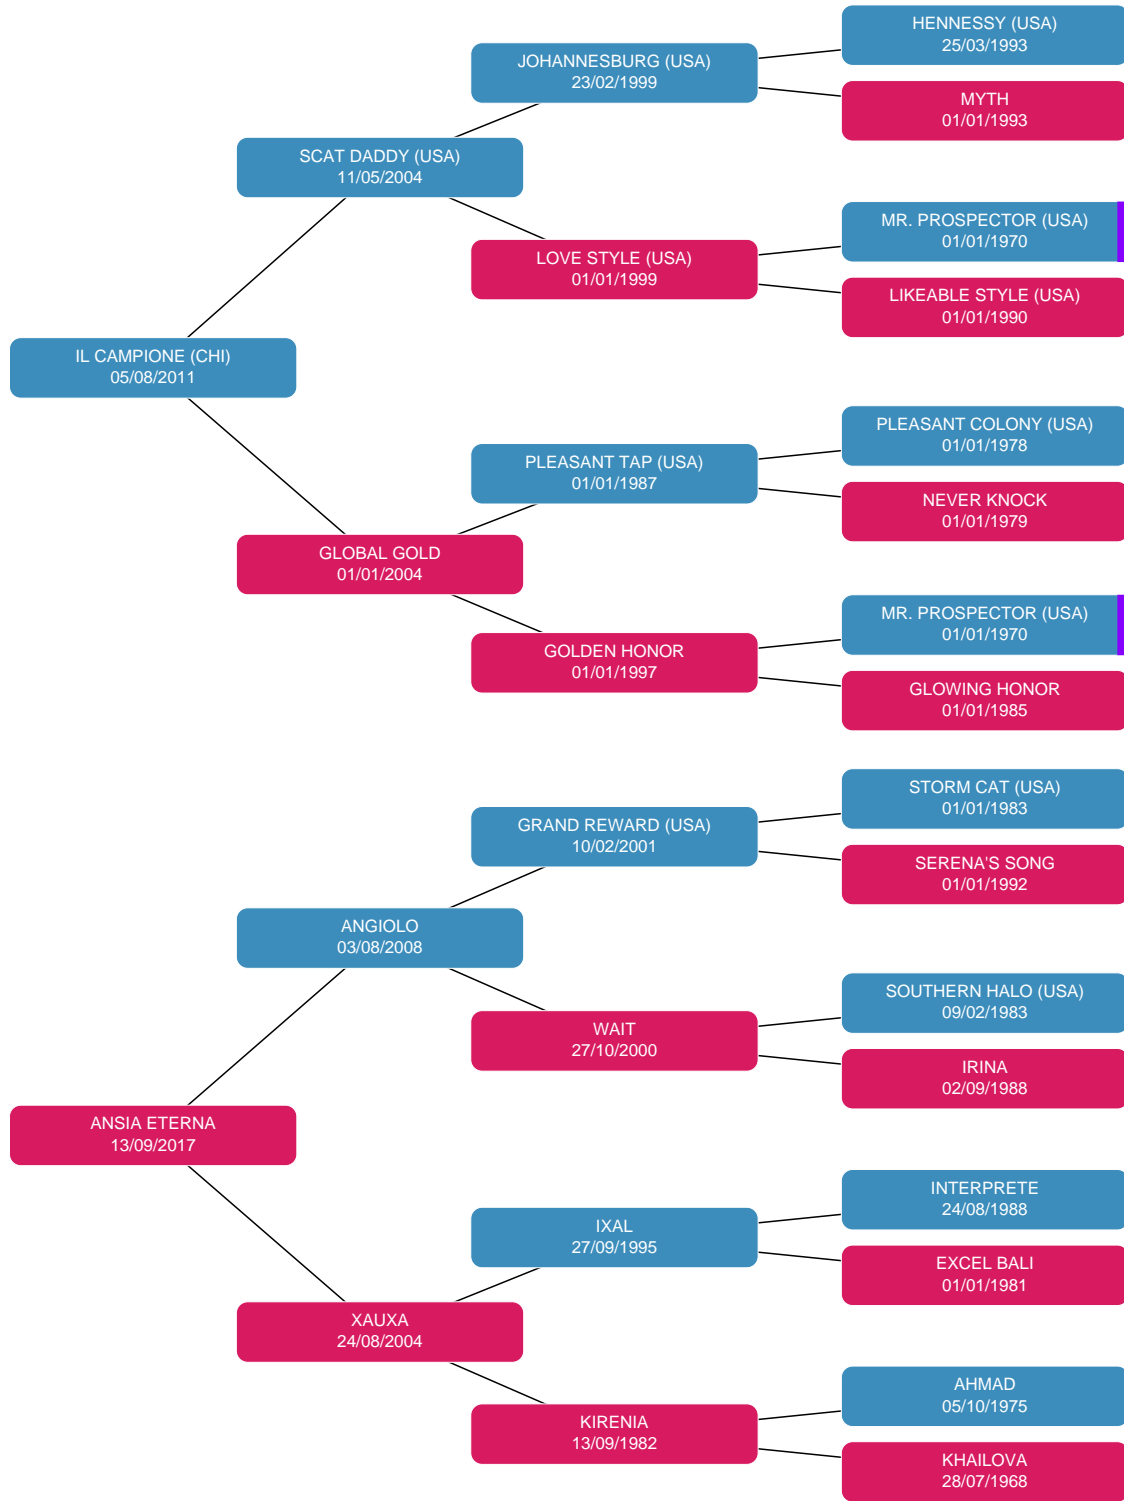 HENNESSY (USA)
25/03/1993
JOHANNESBURG (USA)
23/02/1999
MYTH
01/01/1993
SCAT DADDY (USA)
11/05/2004
MR. PROSPECTOR (USA)
01/01/1970
LOVE STYLE (USA)
01/01/1999
LIKEABLE STYLE (USA)
01/01/1990
IL CAMPIONE (CHI)
05/08/2011
PLEASANT COLONY (USA)
01/01/1978
PLEASANT TAP (USA)
01/01/1987
NEVER KNOCK
01/01/1979
GLOBAL GOLD
01/01/2004
MR. PROSPECTOR (USA)
01/01/1970
GOLDEN HONOR
01/01/1997
GLOWING HONOR
01/01/1985
STORM CAT (USA)
01/01/1983
GRAND REWARD (USA)
10/02/2001
SERENA'S SONG
01/01/1992
ANGIOLO
03/08/2008
SOUTHERN HALO (USA)
09/02/1983
WAIT
27/10/2000
IRINA
02/09/1988
ANSIA ETERNA
13/09/2017
INTERPRETE
24/08/1988
IXAL
27/09/1995
EXCEL BALI
01/01/1981
XAUXA
24/08/2004
AHMAD
05/10/1975
KIRENIA
13/09/1982
KHAILOVA
28/07/1968